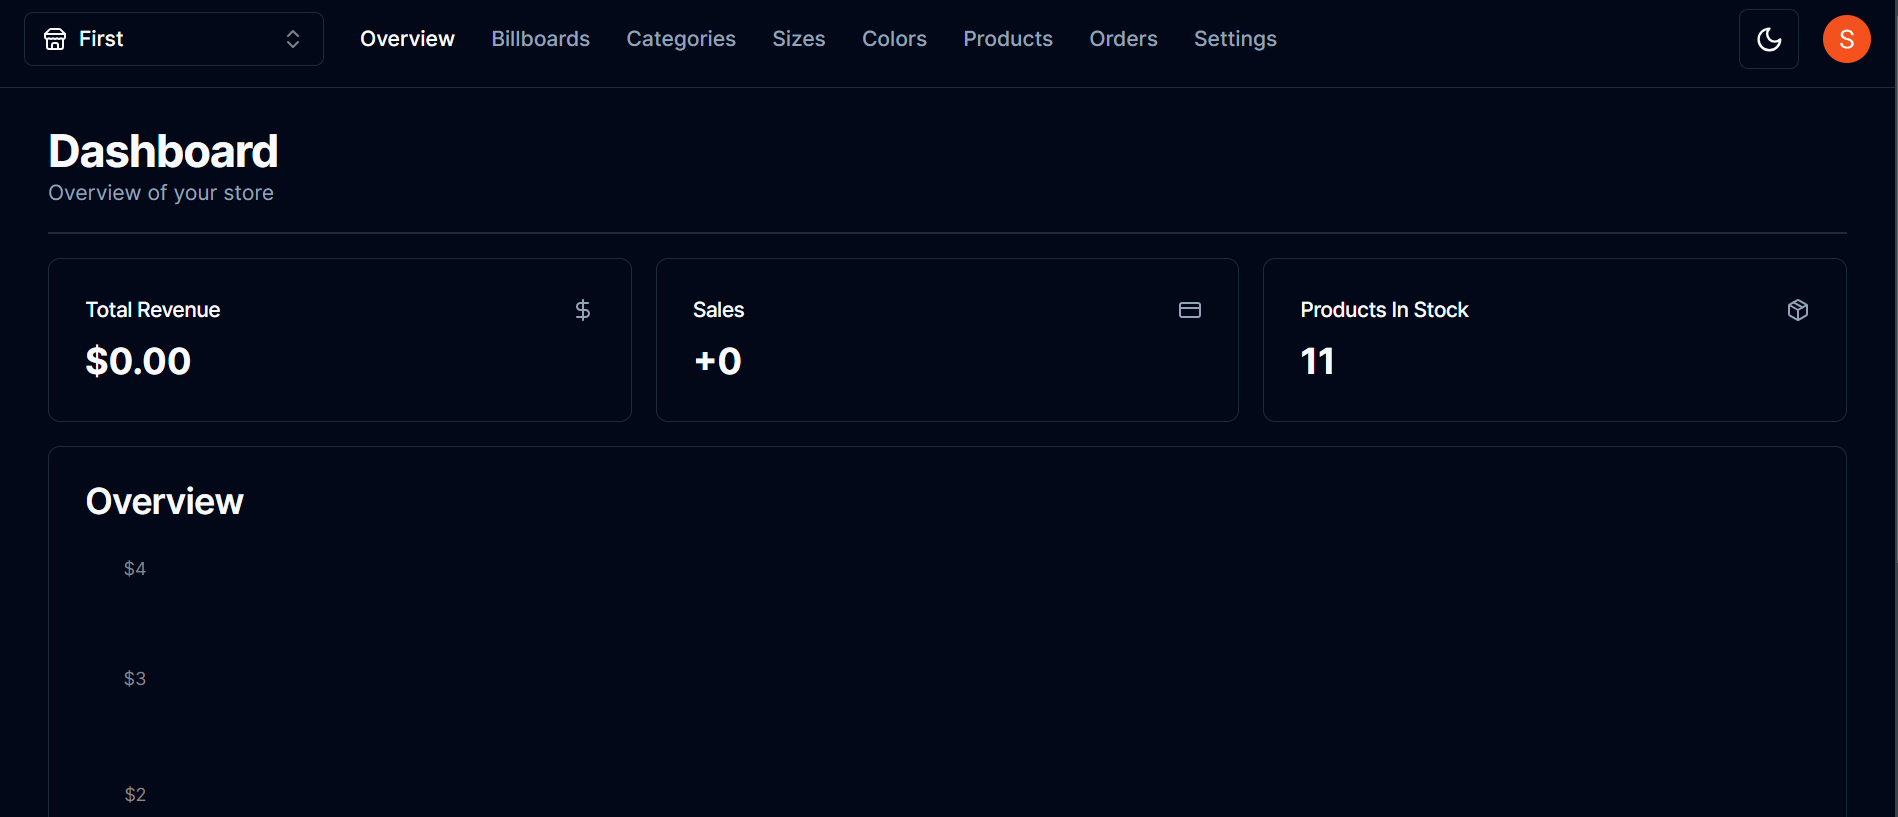 First
Overview Billboards Categories Sizes Colors Products Orders Settings
S
Dashboard
Overview of your store
Total Revenue
$0.00
Sales
+0
Products In Stock
11
Overview
$4
$3
$2